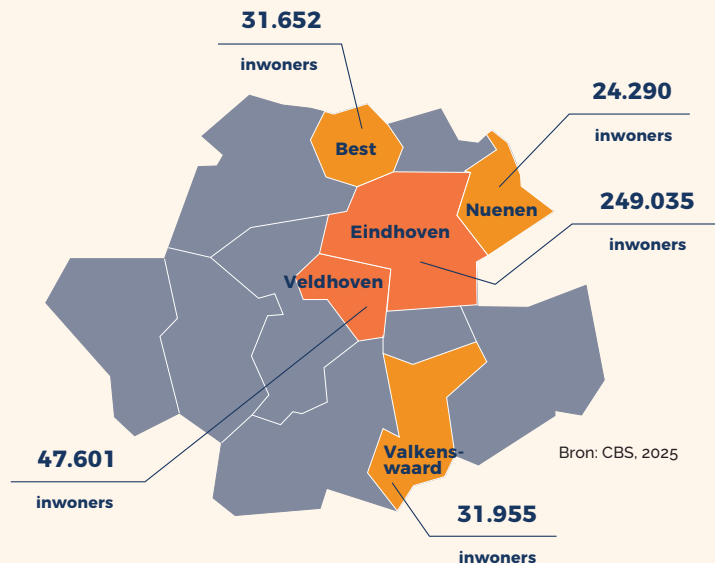 31.652
inwoners
24.290
inwoners
Best
Nuenen
249.035
inwoners
Eindhoven
Veldhoven
47.601
inwoners
Valkens-
waard
Bron: CBS, 2025
31.955
inwoners